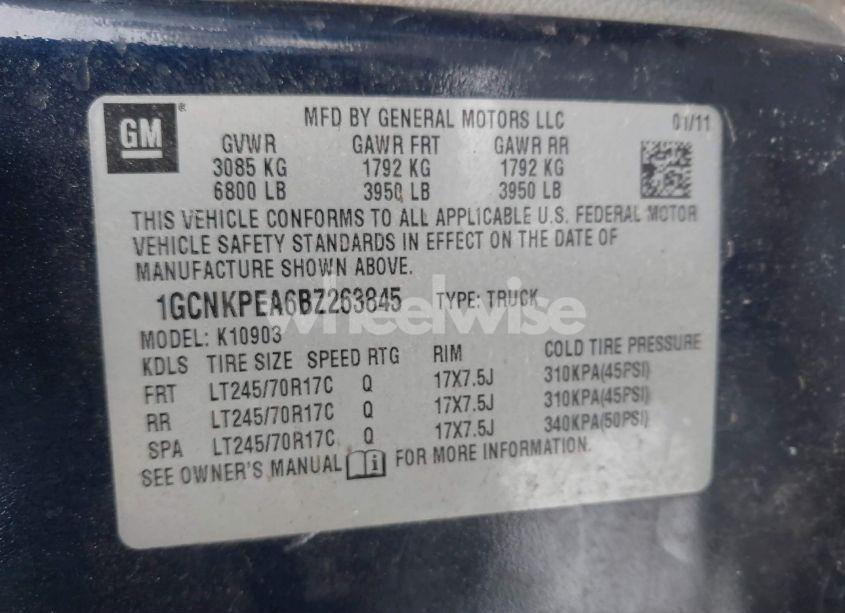 GM ®
MFD BY GENERAL MOTORS LLC 01/11
GVWR GAWR FRT GAWR RR
3085 KG 1792 KG 1792 KG
6800 LB 3950 LB 3950 LB
THIS VEHICLE CONFORMS TO ALL APPLICABLE U.S. FEDERAL MOTOR
VEHICLE SAFETY STANDARDS IN EFFECT ON THE DATE OF
MANUFACTURE SHOWN ABOVE.
1GCNKPEA6BZ263845 TYPE: TRUCK
wheelwise
MODEL: K10903
KDLS TIRE SIZE SPEED RTG RIM COLD TIRE PRESSURE
FRT LT245/70R17C Q 17X7.5J 310KPA(45PSI)
RR LT245/70R17C Q 17X7.5J 310KPA(45PSI)
SPA LT245/70R17C Q 17X7.5J 340KPA(50PSI)
SEE OWNER'S MANUAL i FOR MORE INFORMATION.